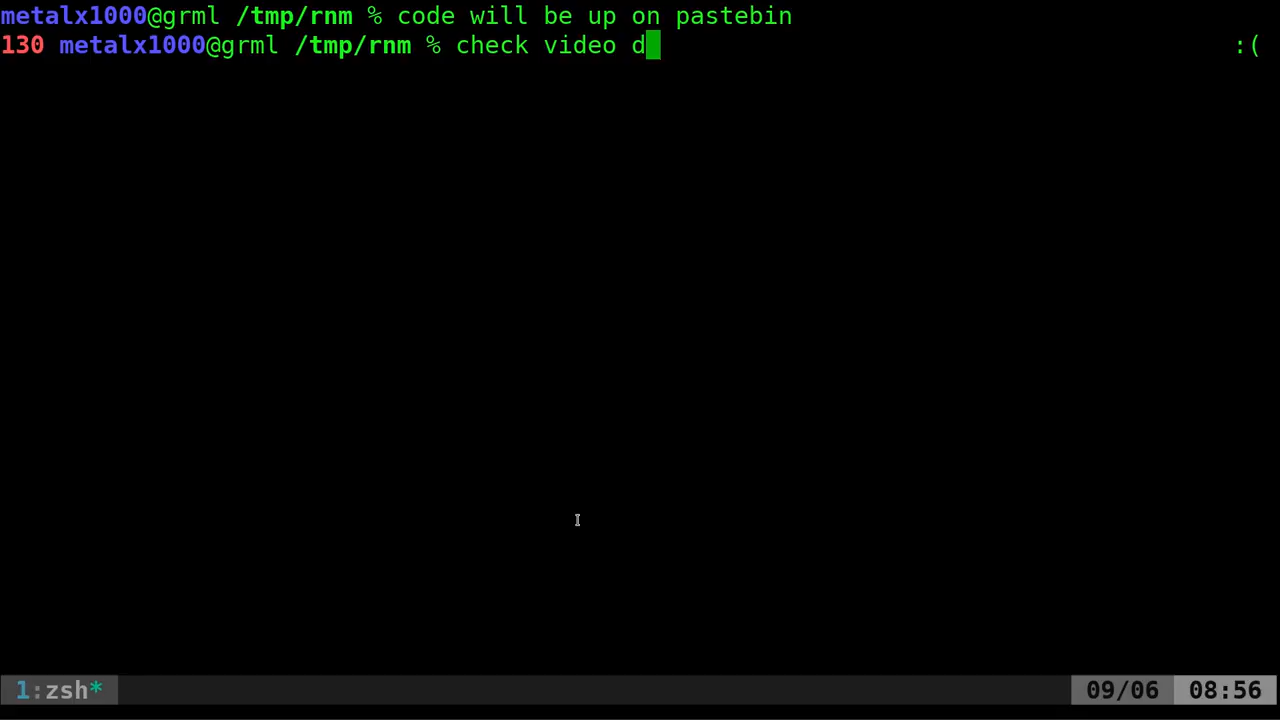 metalx1000@grml /tmp/rnm % code will be up on pastebin
130 metalx1000@grml /tmp/rnm % check video d :(
1:zsh* 09/06 08:56